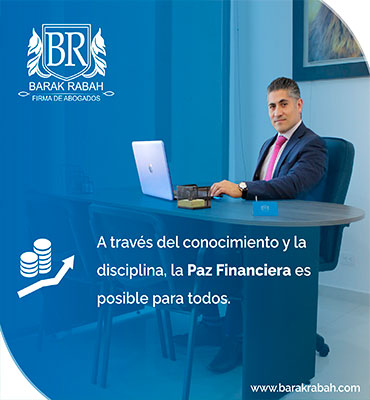 BR
BARAK RABAH
FIRMA DE ABOGADOS
A través del conocimiento y la
disciplina, la Paz Financiera es
posible para todos.
www.barakrabah.com